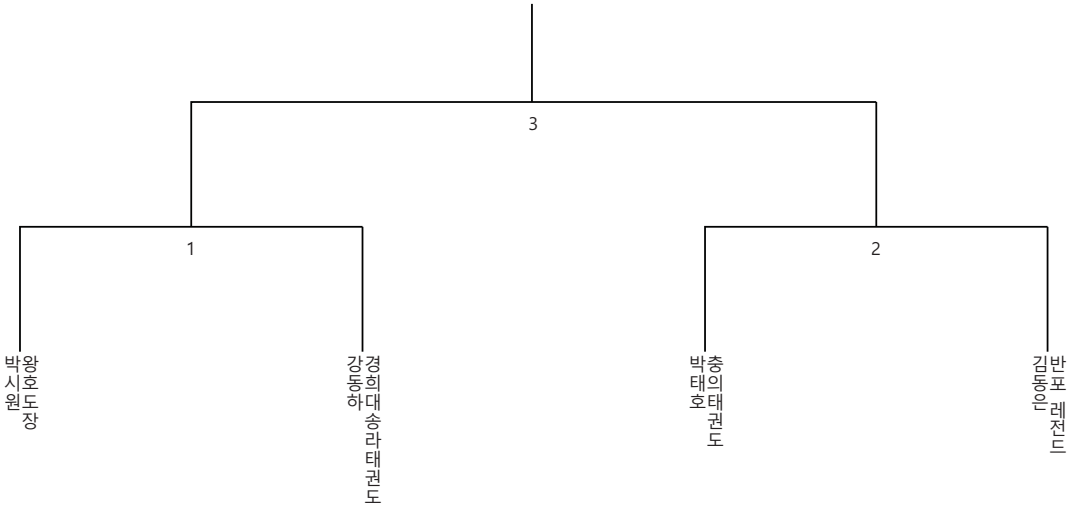 3
1
2
박시원
왕호도장
강동하
경희대송라태권도
박태호
충의태권도
김동은
반포 레전드